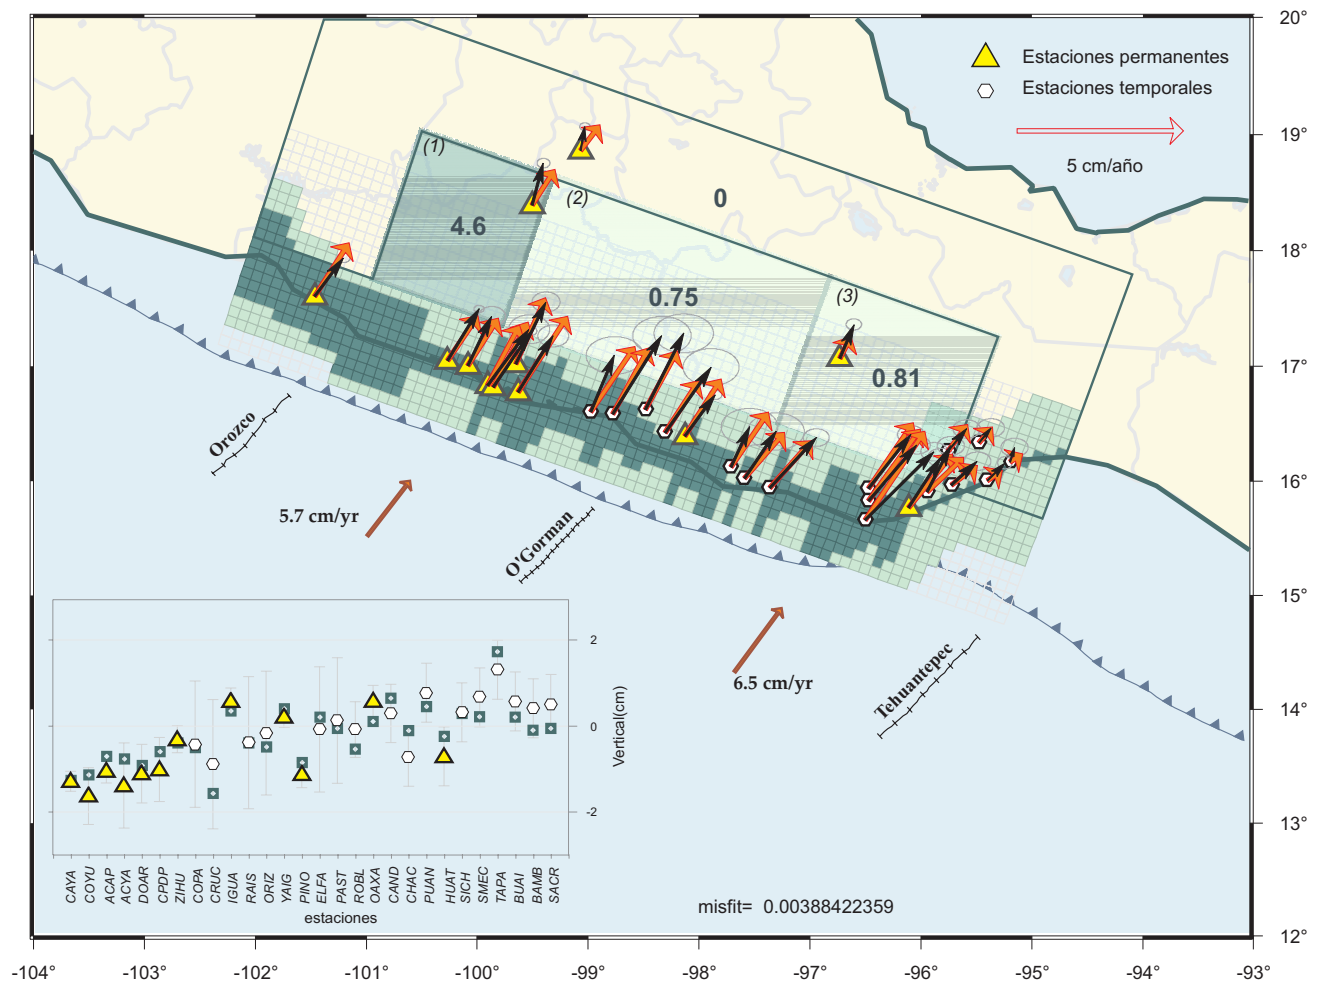 20°
Estaciones permanentes
Estaciones temporales
19°
5 cm/año
(1)
(2)
0
4.6
18°
0.75
(3)
0.81
17°
16°
Orozco
5.7 cm/yr
O'Gorman
15°
6.5 cm/yr
Tehuantepec
14°
2
0
-2
Vertical(cm)
13°
CAYA
COYU
ACAP
ACYA
DOAR
CPDP
ZIHU
COPA
CRUC
IGUA
RAIS
ORIZ
YAIG
PINO
ELFA
PAST
ROBL
OAXA
CAND
CHAC
PUAN
HUAT
SICH
SMEC
TAPA
BUAI
BAMB
SACR
estaciones
misfit= 0.00388422359
12°
-104°
-103°
-102°
-101°
-100°
-99°
-98°
-97°
-96°
-95°
-94°
-93°